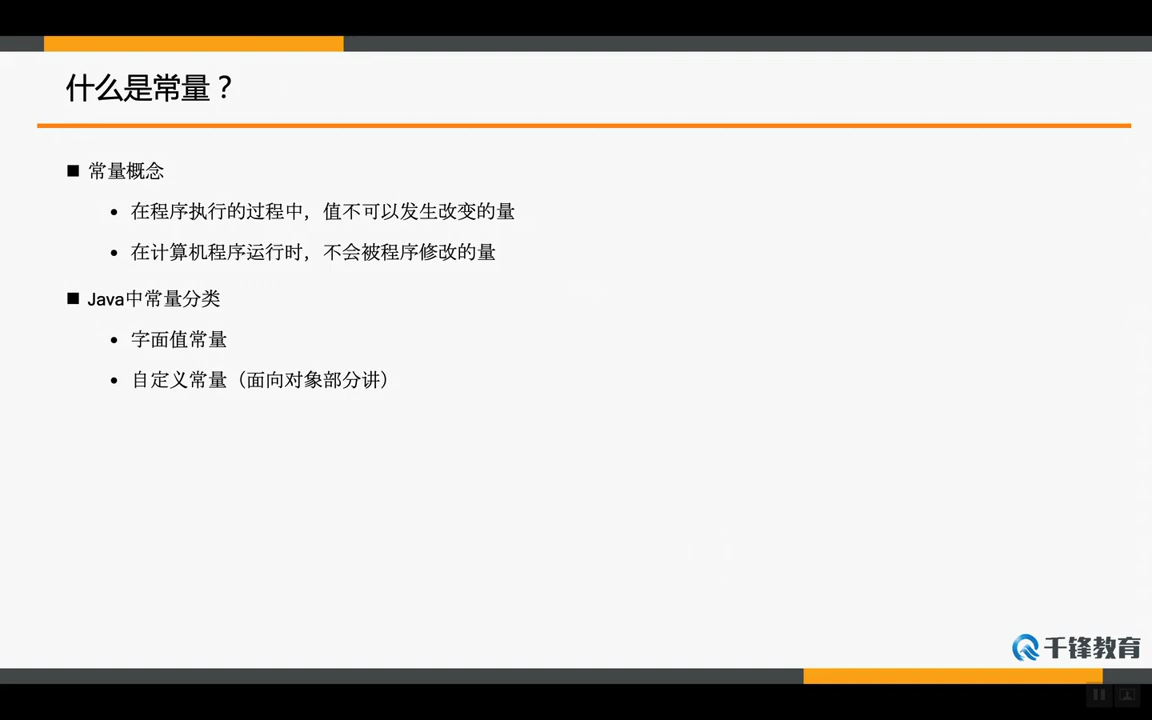 什么是常量？
■ 常量概念
• 在程序执行的过程中，值不可以发生改变的量
• 在计算机程序运行时，不会被程序修改的量
■ Java中常量分类
• 字面值常量
• 自定义常量（面向对象部分讲）
千锋教育